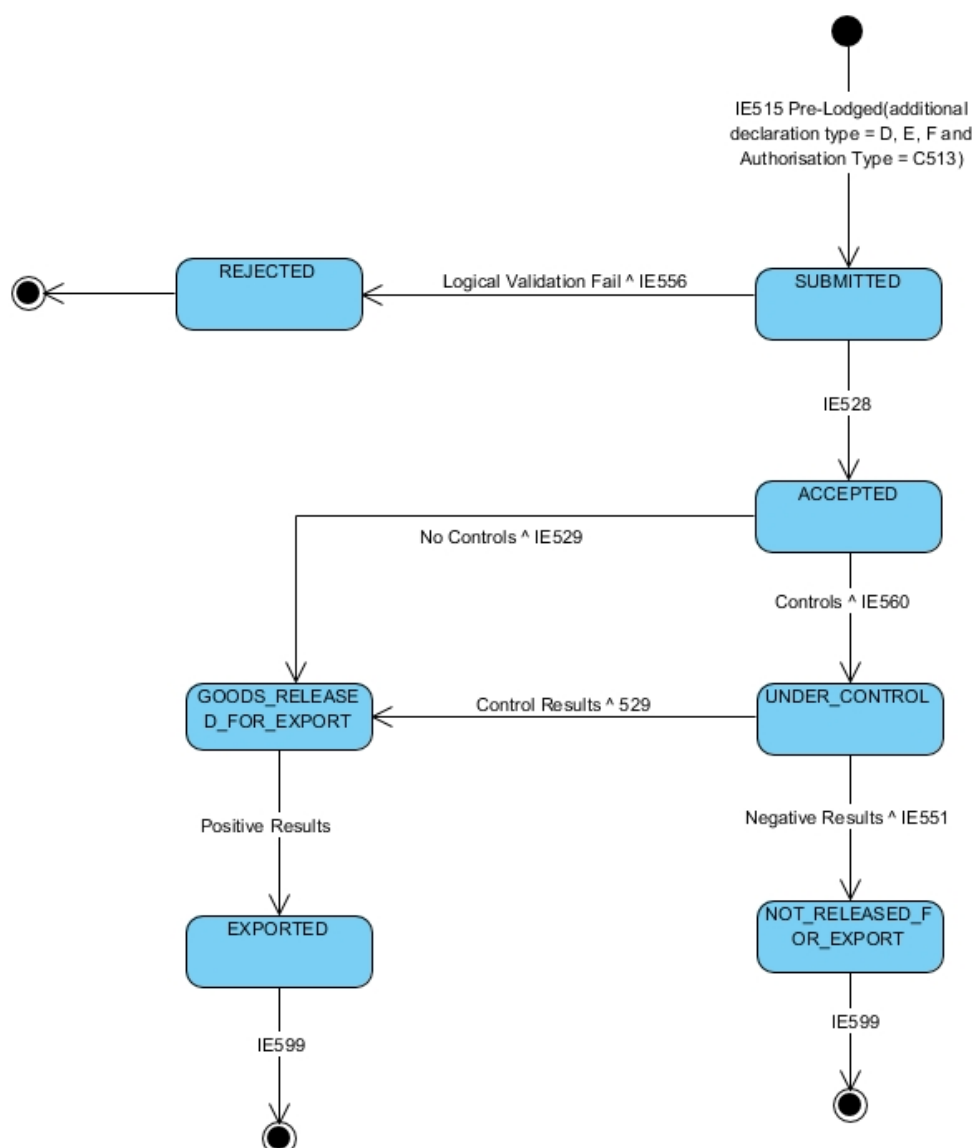 IE515 Pre-Lodged(additional
declaration type = D, E, F and
Authorisation Type = C513)
REJECTED
Logical Validation Fail ^ IE556
SUBMITTED
IE528
ACCEPTED
No Controls ^ IE529
Controls ^ IE560
GOODS_RELEASE
D_FOR_EXPORT
Control Results ^ 529
UNDER_CONTROL
Positive Results
Negative Results ^ IE551
EXPORTED
NOT_RELEASED_F
OR_EXPORT
IE599
IE599